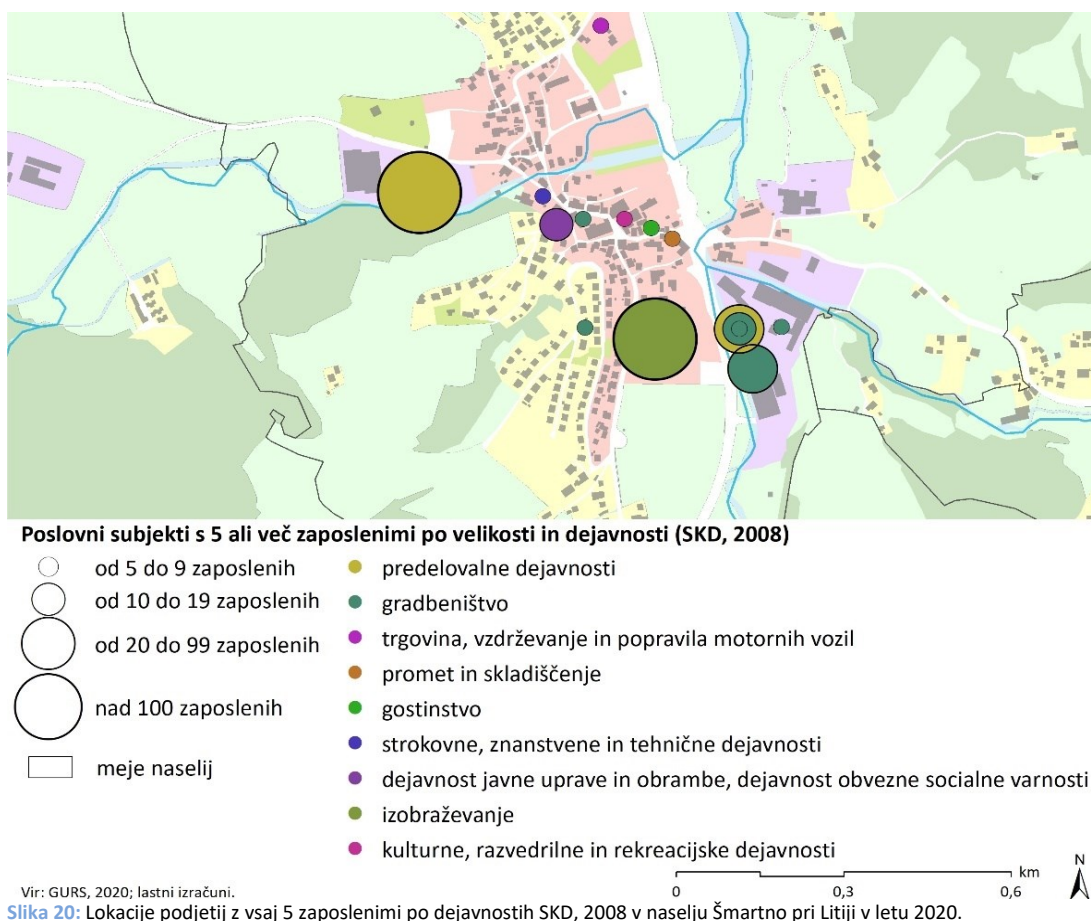 Poslovni subjekti s 5 ali več zaposlenimi po velikosti in dejavnosti (SKD, 2008)
od 5 do 9 zaposlenih
od 10 do 19 zaposlenih
od 20 do 99 zaposlenih
nad 100 zaposlenih
meje naselij
predelovalne dejavnosti
gradbeništvo
trgovina, vzdrževanje in popravila motornih vozil
promet in skladiščenje
gostinstvo
strokovne, znanstvene in tehnične dejavnosti
dejavnost javne uprave in obrambe, dejavnost obvezne socialne varnosti
izobraževanje
kulturne, razvedrilne in rekreacijske dejavnosti
km
0 0,3 0,6
N
Vir: GURS, 2020; lastni izračuni.
Slika 20: Lokacije podjetij z vsaj 5 zaposlenimi po dejavnostih SKD, 2008 v naselju Šmartno pri Litiji v letu 2020.